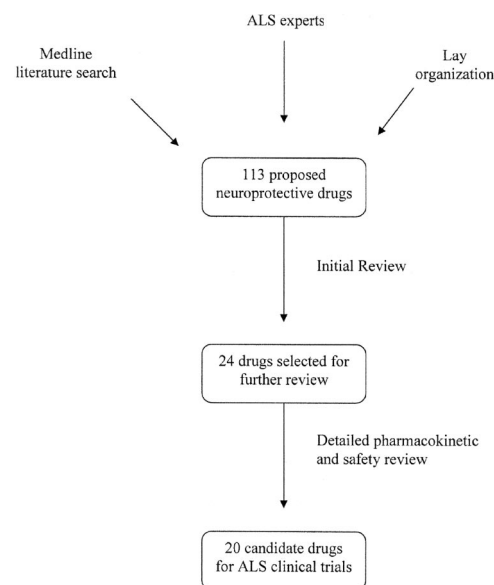 ALS experts
Medline
literature search
Lay
organization
113 proposed
neuroprotective drugs
Initial Review
24 drugs selected for
further review
Detailed pharmacokinetic
and safety review
20 candidate drugs
for ALS clinical trials